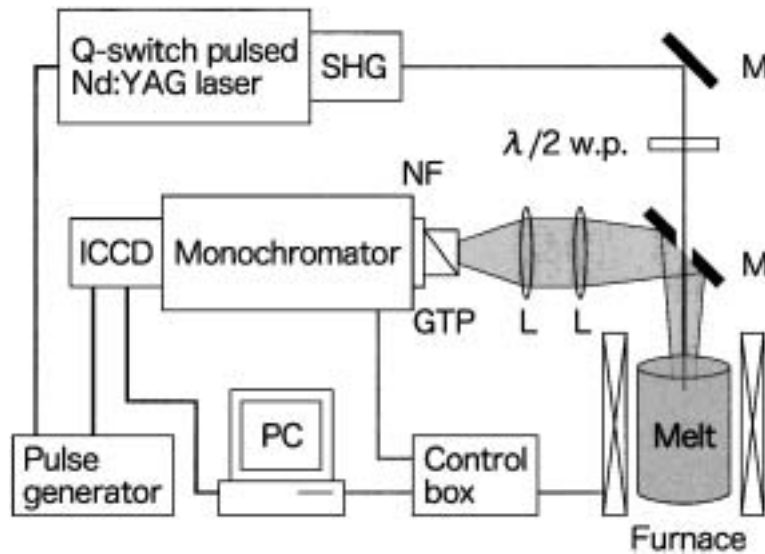 Q-switch pulsed
Nd:YAG laser
SHG
M
λ/2 w.p.
NF
ICCD
Monochromator
M
GTP
L
L
PC
Melt
Pulse
generator
Control
box
Furnace